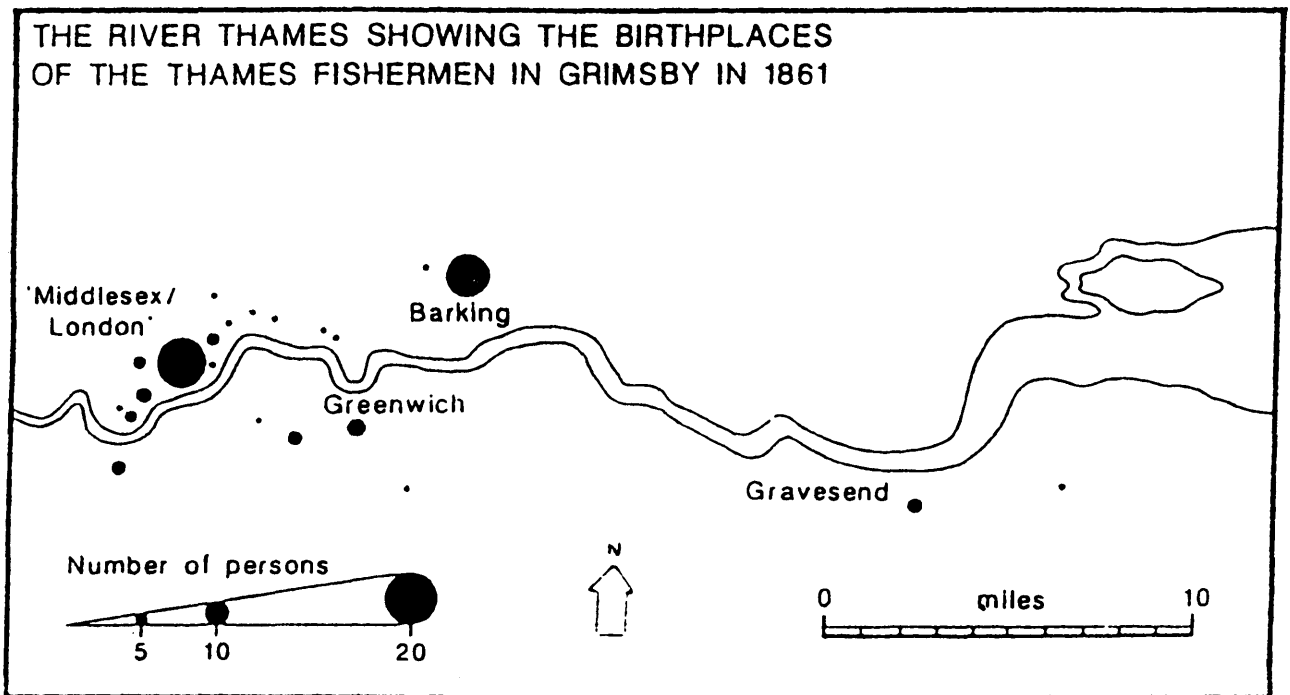 THE RIVER THAMES SHOWING THE BIRTHPLACES
OF THE THAMES FISHERMEN IN GRIMSBY IN 1861
'Middlesex/
London'
Barking
Greenwich
Gravesend
Number of persons
5 10 20
N
0 miles 10